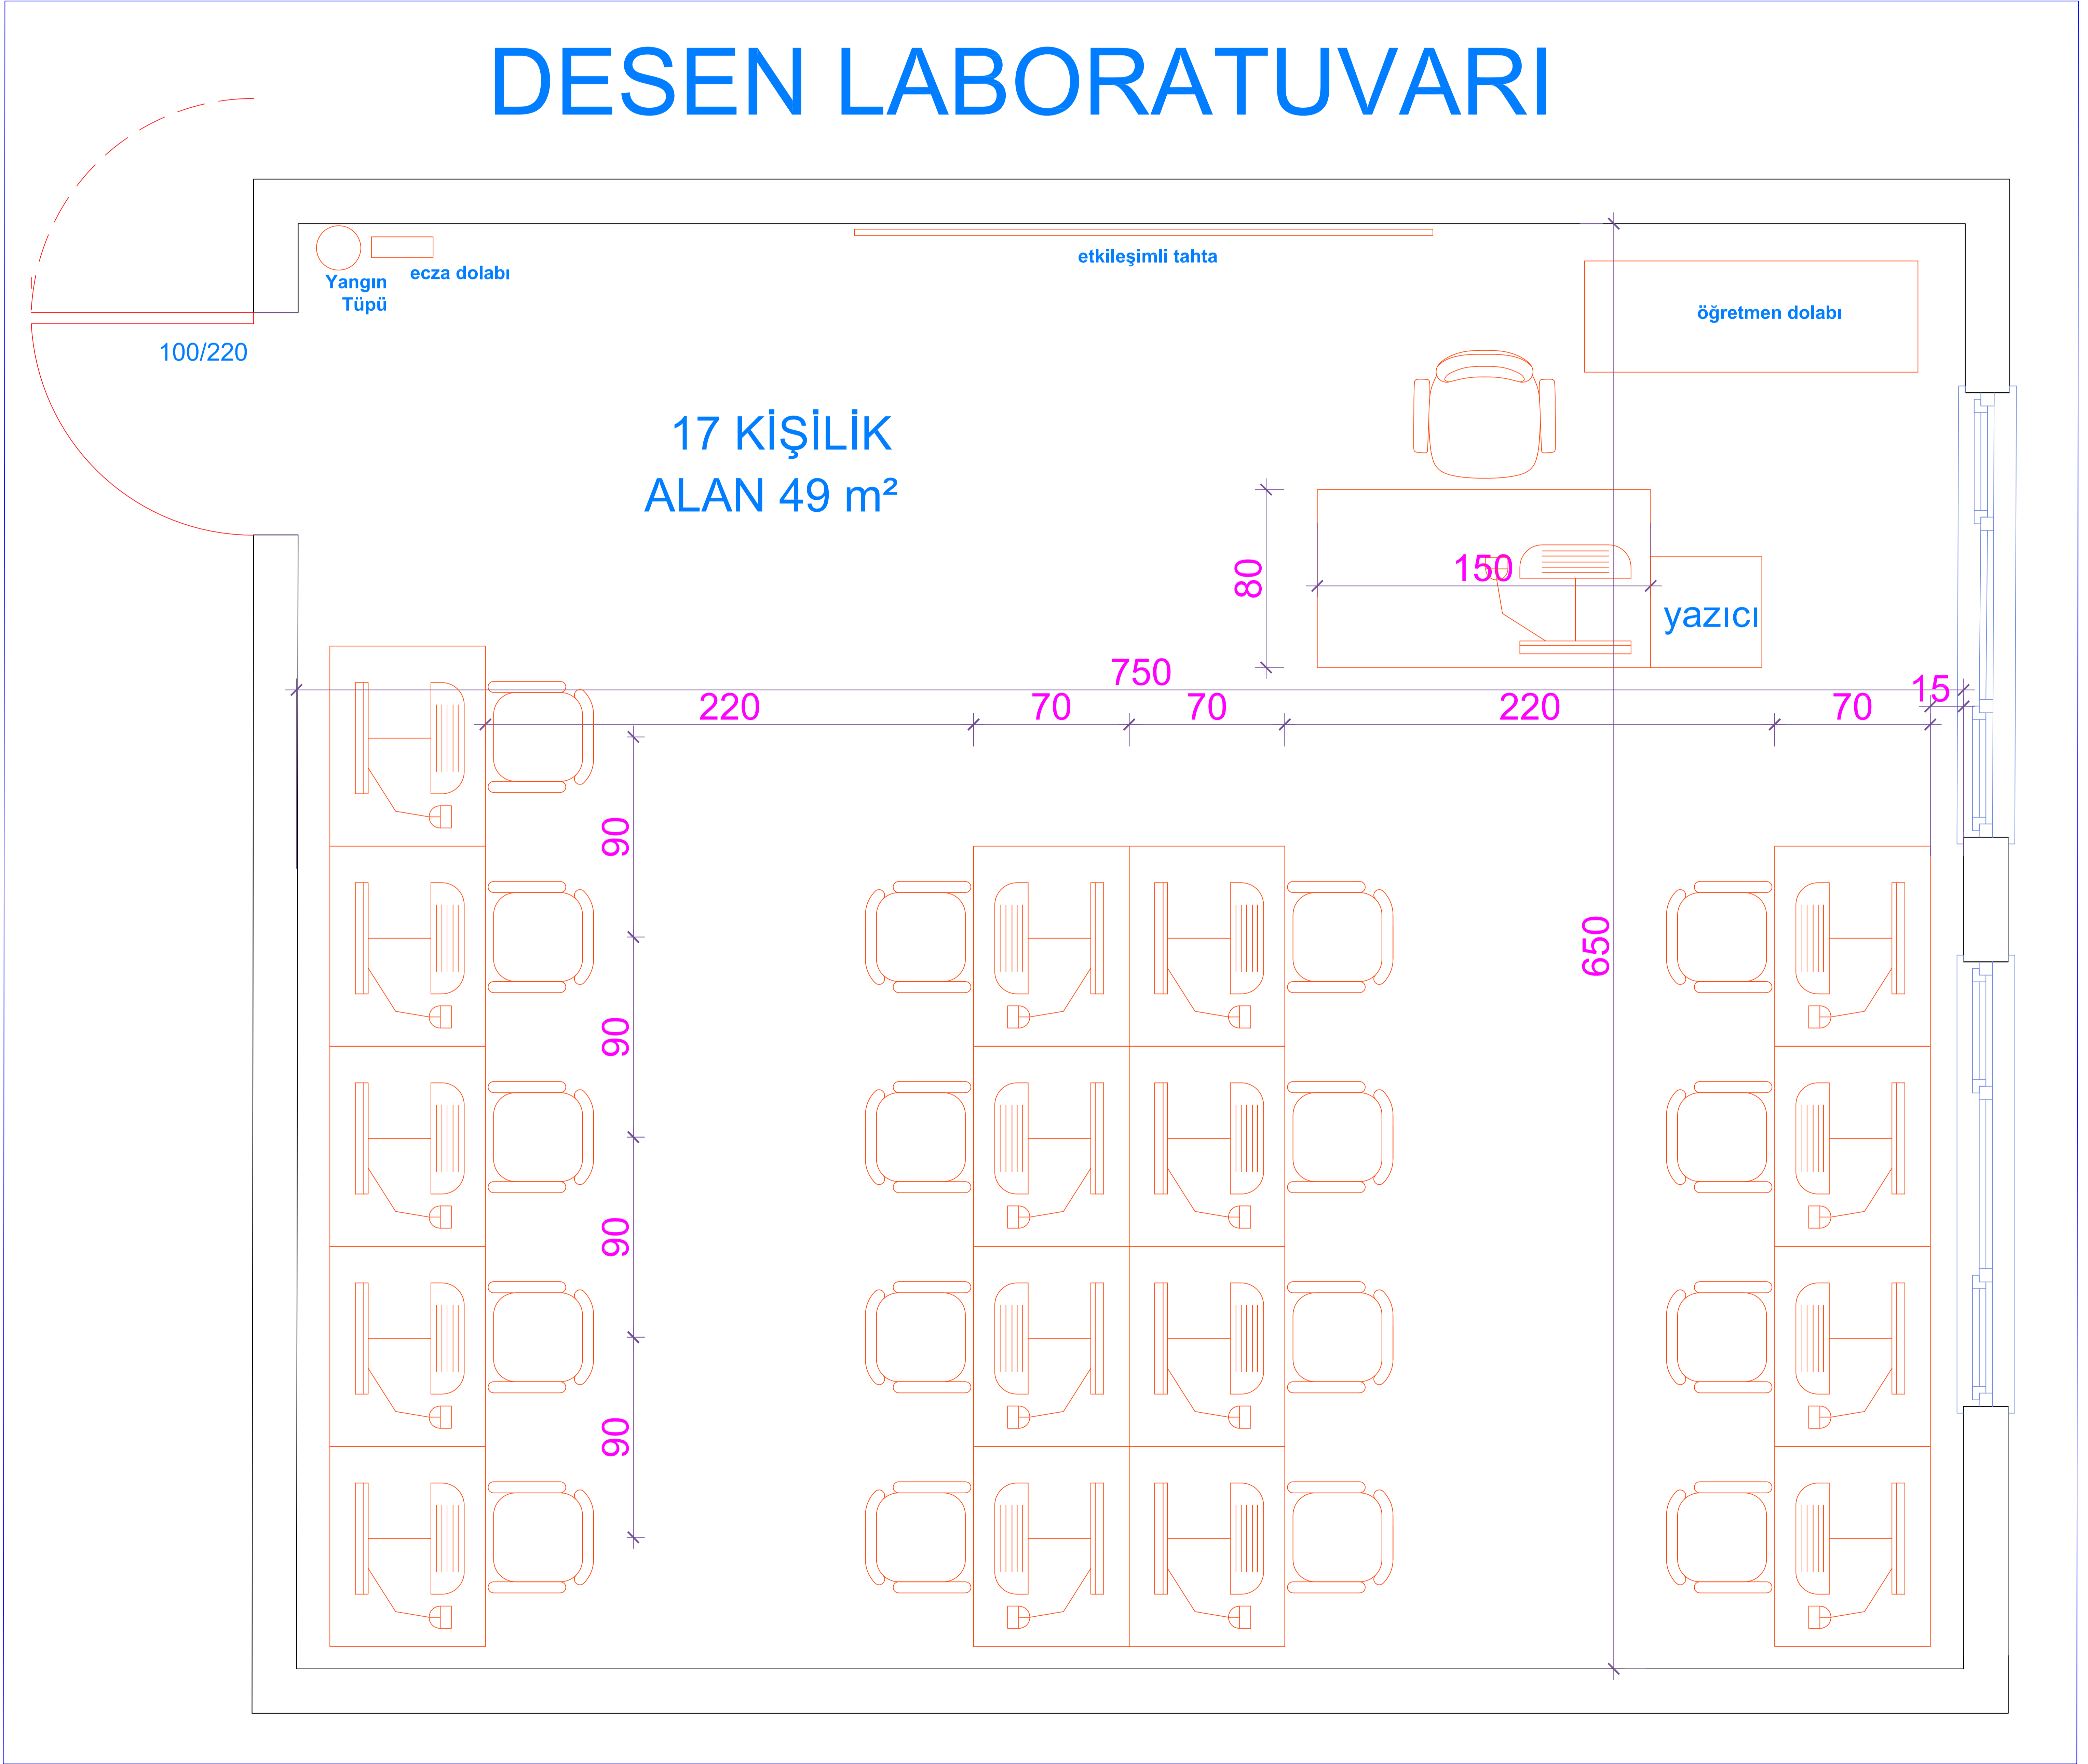 DESEN LABORATUVARI
etkileşimli tahta
ecza dolabı
Yangın
Tüpü
öğretmen dolabı
100/220
17 KİŞİLİK
ALAN 49 m²
80
150
yazıcı
750
15
220
70
70
220
70
90
650
90
90
90